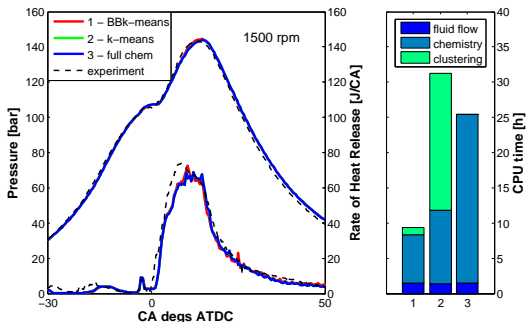 160
140
120
100
80
60
40
20
0
Pressure [bar]
1 − BBk−means
2 − k−means
3 − full chem
experiment
1500 rpm
160
140
120
100
80
60
40
20
0
Rate of Heat Release [J/CA]
−30
0
50
CA degs ATDC
fluid flow
chemistry
clustering
40
35
30
25
20
15
10
5
0
CPU time [h]
1
2
3